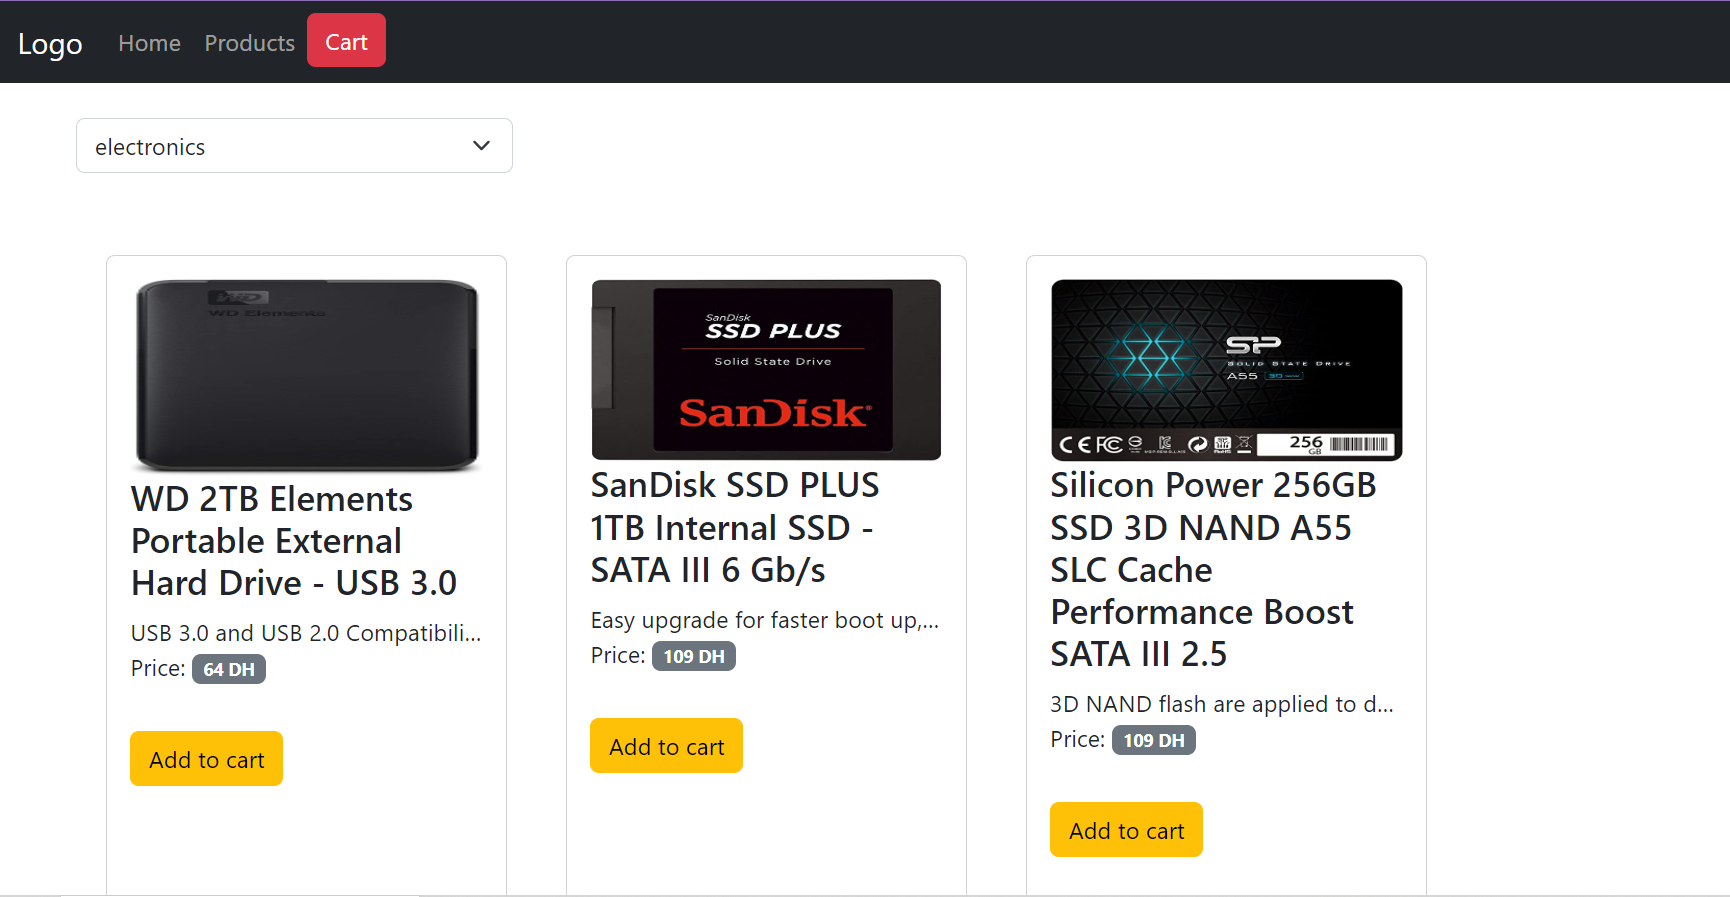 Logo
Home
Products
Cart
electronics
WD
WD Elements
WD 2TB Elements
Portable External
Hard Drive - USB 3.0
USB 3.0 and USB 2.0 Compatibili...
Price: 64 DH
Add to cart
SanDisk
SSD PLUS
Solid State Drive
SanDisk®
SanDisk SSD PLUS
1TB Internal SSD -
SATA III 6 Gb/s
Easy upgrade for faster boot up,...
Price: 109 DH
Add to cart
SP
SOLID STATE DRIVE
A55 3D
CE FC
256
GB
Silicon Power 256GB
SSD 3D NAND A55
SLC Cache
Performance Boost
SATA III 2.5
3D NAND flash are applied to d...
Price: 109 DH
Add to cart